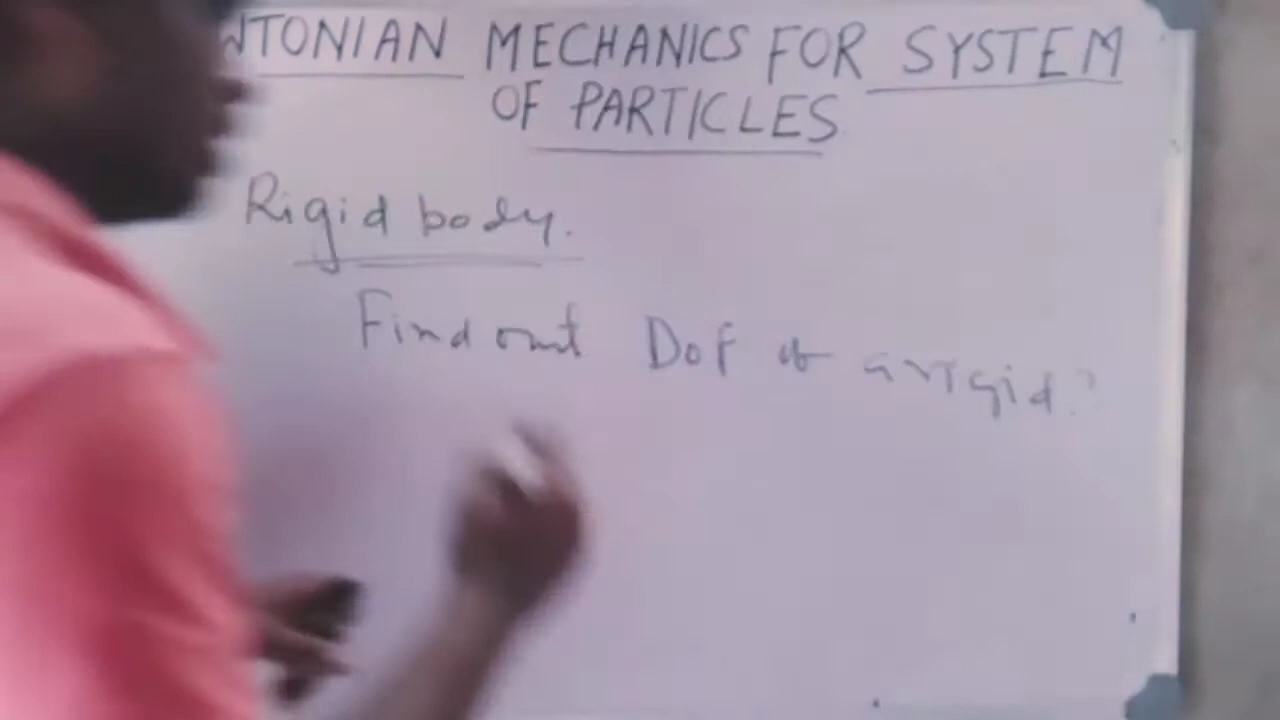 NTONIAN MECHANICS FOR SYSTEM
OF PARTICLES
Rigid body.
Find out DOF of a rigid?